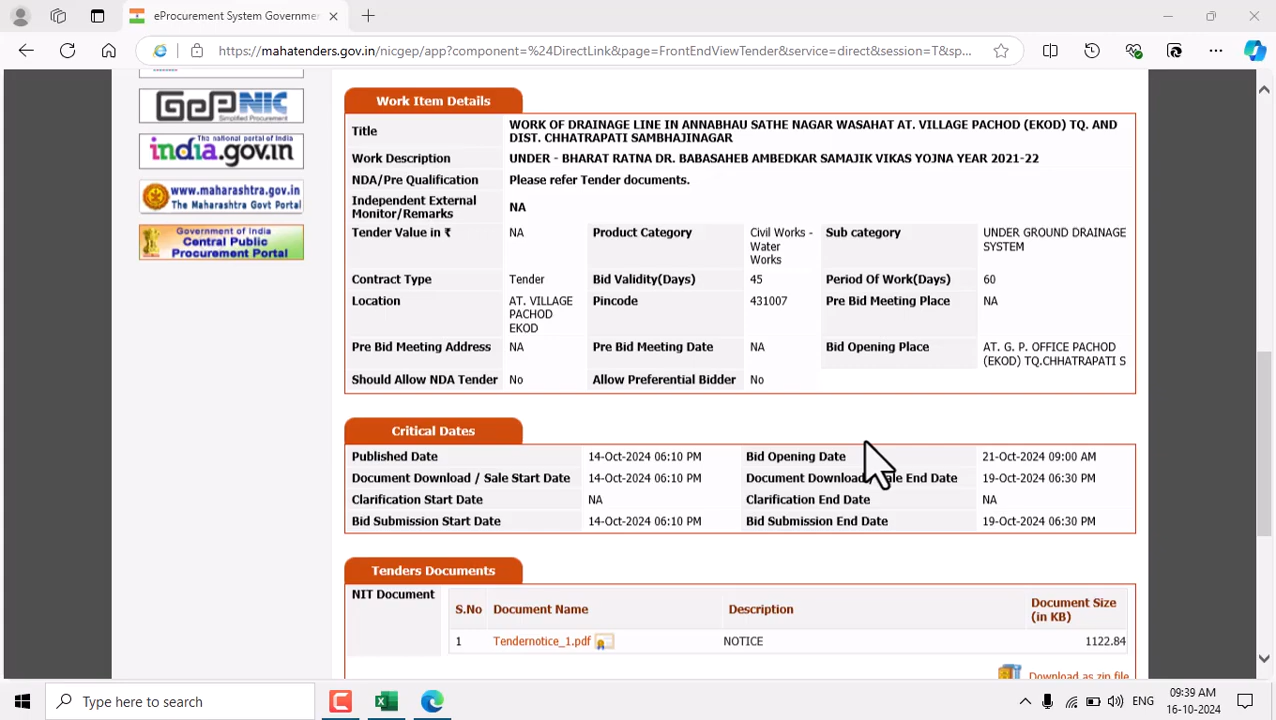 eProcurement System Governmen
https://mahatenders.gov.in/nicgep/app?component=%24DirectLink&page=FrontEndViewTender&service=direct&session=T&sp...
GePNIC
Simplified Procurement
The national portal of India
india.gov.in
www.maharashtra.gov.in
The Maharashtra Govt Portal
Government of India
Central Public
Procurement Portal
Work Item Details
Title WORK OF DRAINAGE LINE IN ANNABHAU SATHE NAGAR WASAHAT AT. VILLAGE PACHOD (EKOD) TQ. AND
DIST. CHHATRAPATI SAMBHAJINAGAR
Work Description UNDER - BHARAT RATNA DR. BABASAHEB AMBEDKAR SAMAJIK VIKAS YOJNA YEAR 2021-22
NDA/Pre Qualification Please refer Tender documents.
Independent External
Monitor/Remarks NA
Tender Value in ₹ NA Product Category Civil Works - Sub category UNDER GROUND DRAINAGE
Water SYSTEM
Works
Contract Type Tender Bid Validity(Days) 45 Period Of Work(Days) 60
Location AT. VILLAGE Pincode 431007 Pre Bid Meeting Place NA
PACHOD
EKOD
Pre Bid Meeting Address NA Pre Bid Meeting Date NA Bid Opening Place AT. G. P. OFFICE PACHOD
(EKOD) TQ.CHHATRAPATI S
Should Allow NDA Tender No Allow Preferential Bidder No
Critical Dates
Published Date 14-Oct-2024 06:10 PM Bid Opening Date 21-Oct-2024 09:00 AM
Document Download / Sale Start Date 14-Oct-2024 06:10 PM Document Download ale End Date 19-Oct-2024 06:30 PM
Clarification Start Date NA Clarification End Date NA
Bid Submission Start Date 14-Oct-2024 06:10 PM Bid Submission End Date 19-Oct-2024 06:30 PM
Tenders Documents
NIT Document
S.No Document Name Description Document Size
(in KB)
1 Tendernotice_1.pdf NOTICE 1122.84
Download as zip file
Type here to search
ENG
09:39 AM
16-10-2024